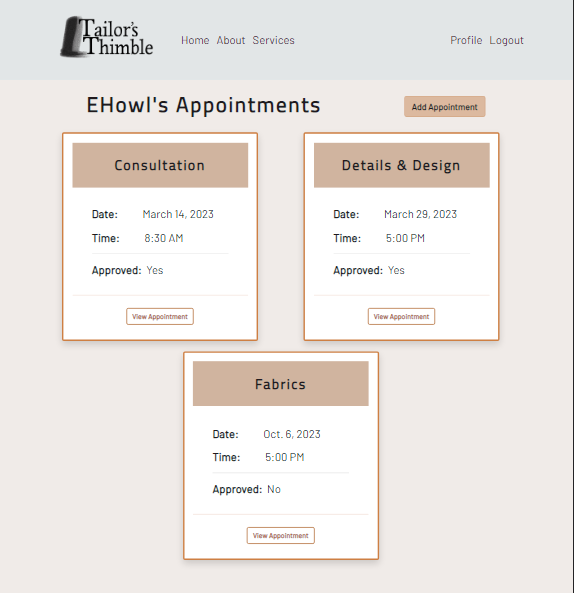 Tailor's
Thimble
Home About Services
Profile Logout
EHowl's Appointments
Add Appointment
Consultation
Date: March 14, 2023
Time: 8:30 AM
Approved: Yes
View Appointment
Details & Design
Date: March 29, 2023
Time: 5:00 PM
Approved: Yes
View Appointment
Fabrics
Date: Oct. 6, 2023
Time: 5:00 PM
Approved: No
View Appointment